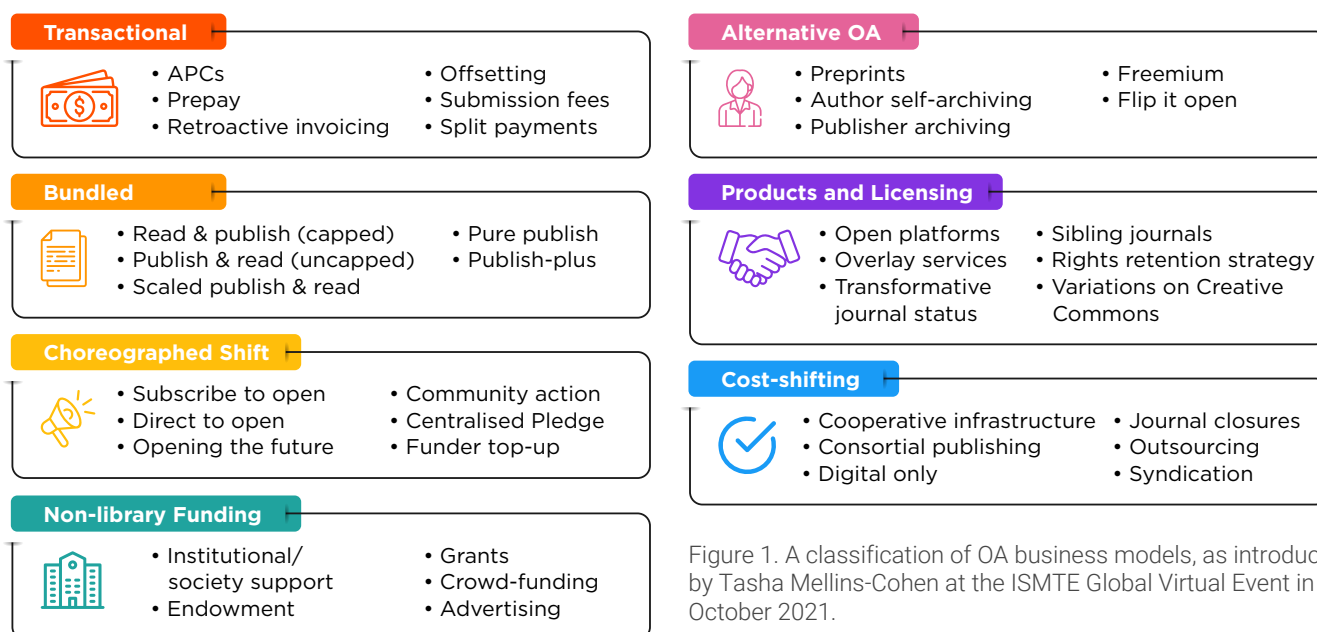 Transactional
• APCs
• Prepay
• Retroactive invoicing
• Offsetting
• Submission fees
• Split payments
Bundled
• Read & publish (capped)
• Publish & read (uncapped)
• Scaled publish & read
• Pure publish
• Publish-plus
Choreographed Shift
• Subscribe to open
• Direct to open
• Opening the future
• Community action
• Centralised Pledge
• Funder top-up
Non-library Funding
• Institutional/
society support
• Endowment
• Grants
• Crowd-funding
• Advertising
Alternative OA
• Preprints
• Author self-archiving
• Publisher archiving
• Freemium
• Flip it open
Products and Licensing
• Open platforms
• Overlay services
• Transformative
journal status
• Sibling journals
• Rights retention strategy
• Variations on Creative
Commons
Cost-shifting
• Cooperative infrastructure
• Consortial publishing
• Digital only
• Journal closures
• Outsourcing
• Syndication
Figure 1. A classification of OA business models, as introduc
by Tasha Mellins-Cohen at the ISMTE Global Virtual Event in
October 2021.